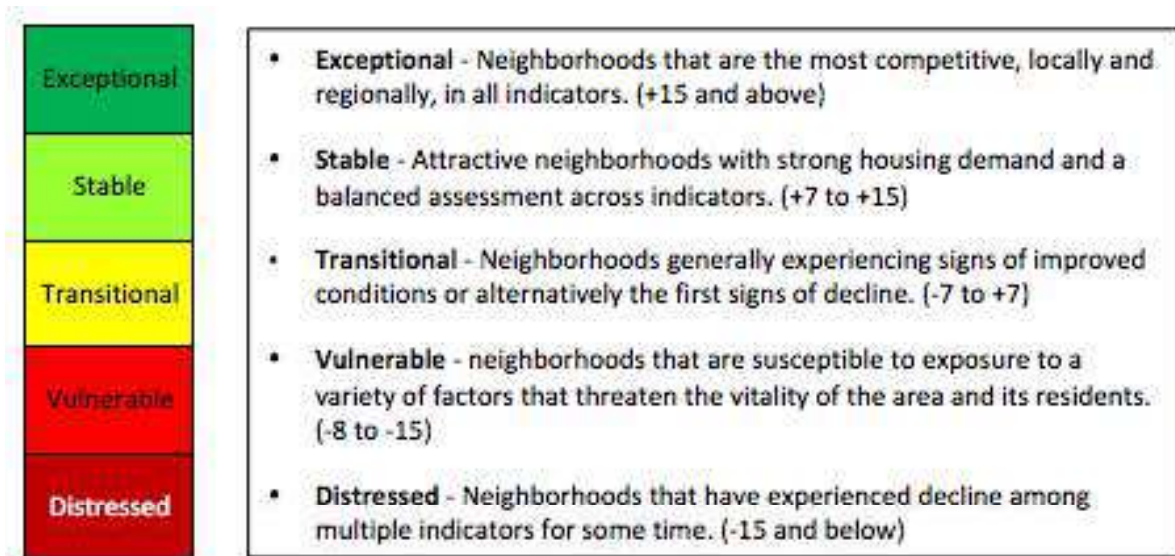 Exceptional
Stable
Transitional
Vulnerable
Distressed
• Exceptional - Neighborhoods that are the most competitive, locally and
regionally, in all indicators. (+15 and above)
• Stable - Attractive neighborhoods with strong housing demand and a
balanced assessment across indicators. (+7 to +15)
• Transitional - Neighborhoods generally experiencing signs of improved
conditions or alternatively the first signs of decline. (-7 to +7)
• Vulnerable - neighborhoods that are susceptible to exposure to a
variety of factors that threaten the vitality of the area and its residents.
(-8 to -15)
• Distressed - Neighborhoods that have experienced decline among
multiple indicators for some time. (-15 and below)